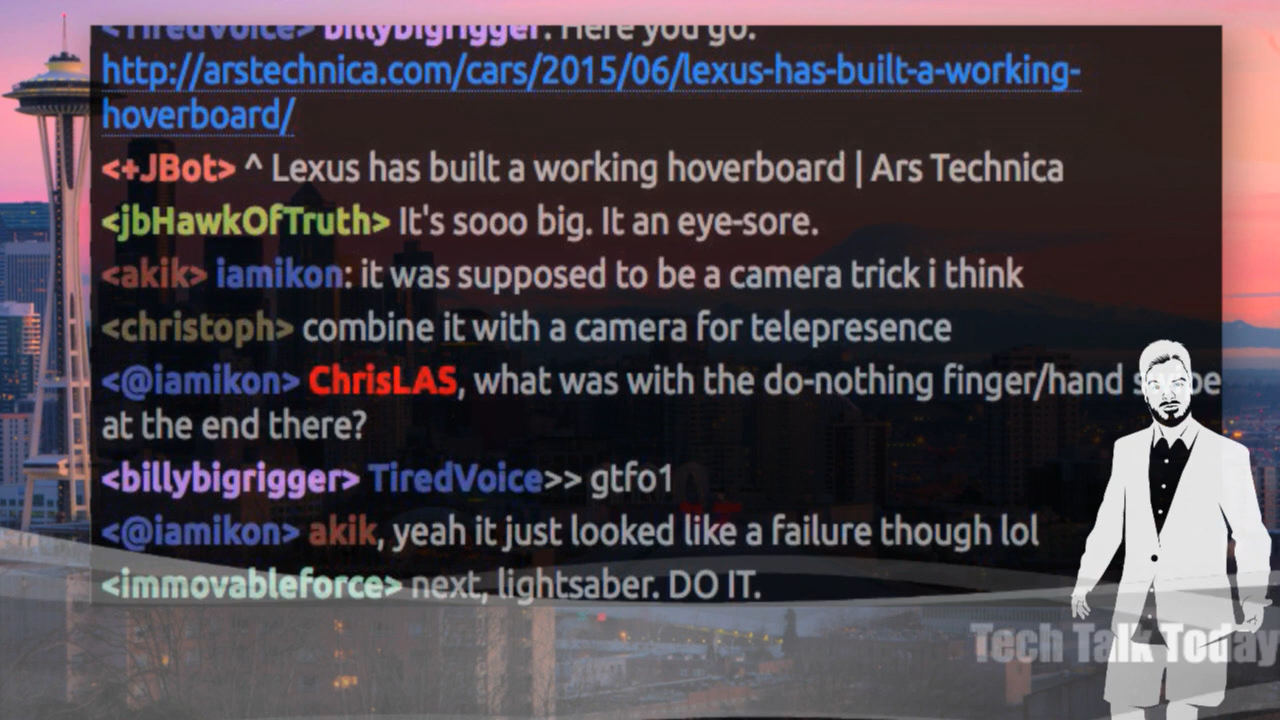 <TiredVoice> billybigrigger: Here you go.
http://arstechnica.com/cars/2015/06/lexus-has-built-a-working-
hoverboard/
<+JBot> ^ Lexus has built a working hoverboard | Ars Technica
<jbHawkOfTruth> It's sooo big. It an eye-sore.
<akik> iamikon: it was supposed to be a camera trick i think
<christoph> combine it with a camera for telepresence
<@iamikon> ChrisLAS, what was with the do-nothing finger/hand swipe
at the end there?
<billybigrigger> TiredVoice>> gtfo1
<@iamikon> akik, yeah it just looked like a failure though lol
<immovableforce> next, lightsaber. DO IT.
Tech Talk Today